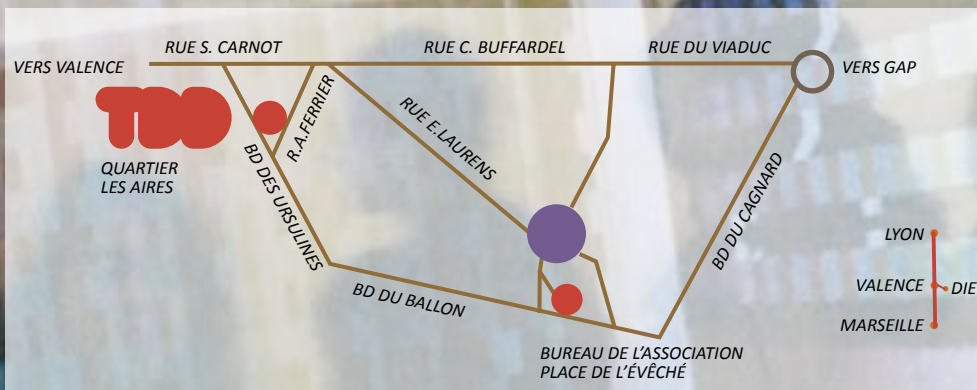 RUE S. CARNOT
RUE C. BUFFARDEL
RUE DU VIADUC
VERS VALENCE
VERS GAP
TDD
QUARTIER
LES AIRES
R.A.FERRIER
RUE E.LAURENS
BD DES URSULINES
BD DU CAGNARD
BD DU BALLON
LYON
VALENCE
DIE
MARSEILLE
BUREAU DE L’ASSOCIATION
PLACE DE L’ÉVÊCHÉ